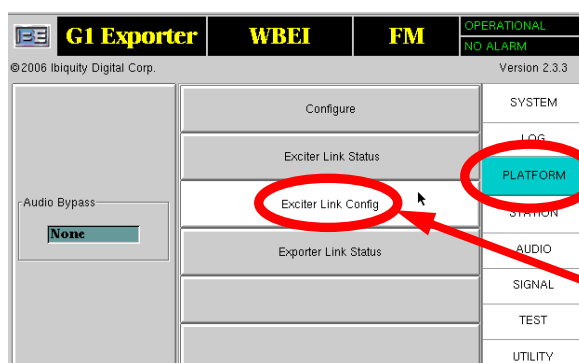 BE G1 Exporter WBEI FM OPERATIONAL
NO ALARM
©2006 Ibiquity Digital Corp. Version 2.3.3
Configure SYSTEM
LOG
Exciter Link Status
PLATFORM
Audio Bypass Exciter Link Config
STATION
None
Exporter Link Status AUDIO
SIGNAL
TEST
UTILITY